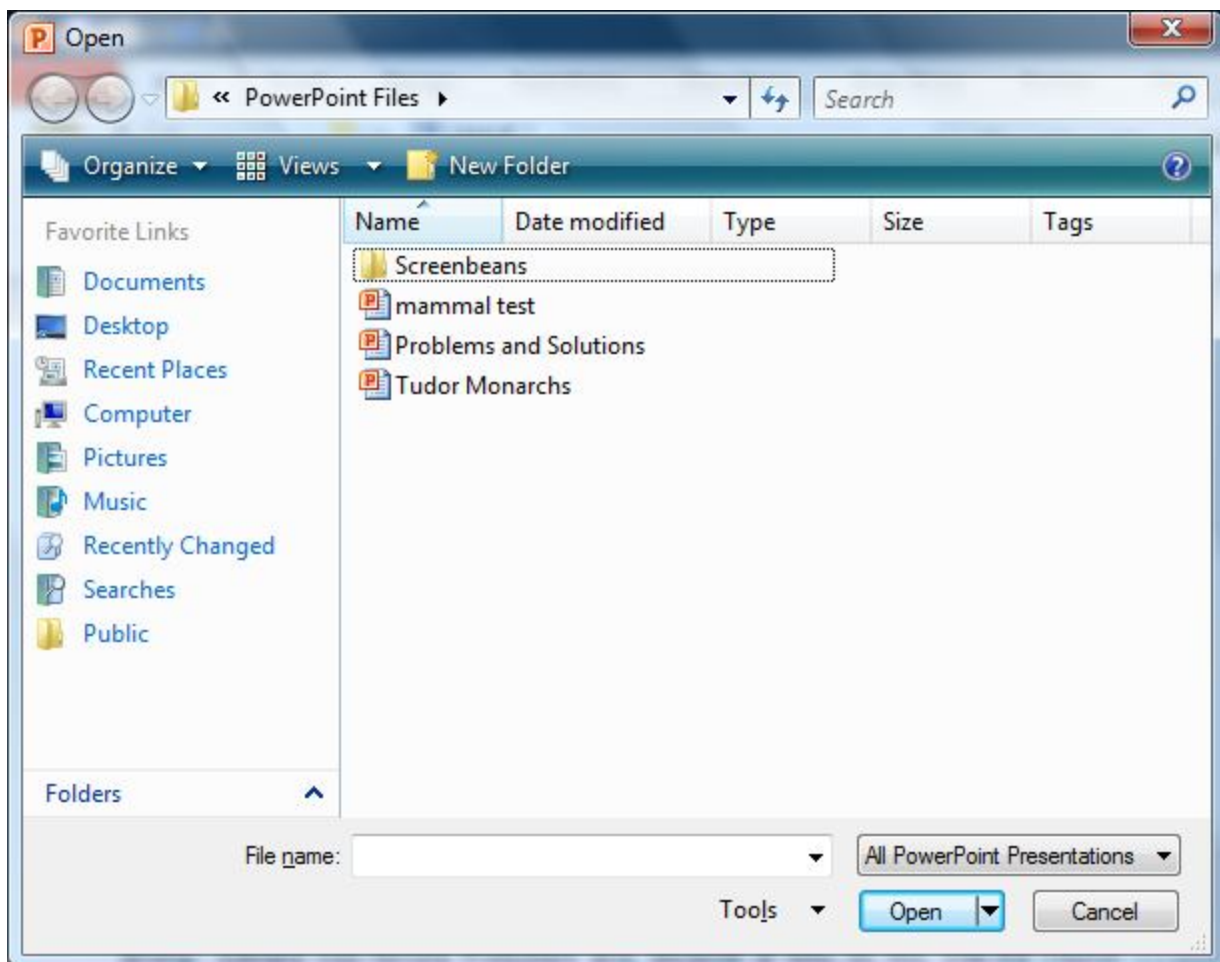 Open
« PowerPoint Files
Search
Organize Views New Folder
Favorite Links
Documents
Desktop
Recent Places
Computer
Pictures
Music
Recently Changed
Searches
Public
Folders
Name Date modified Type Size Tags
Screenbeans
mammal test
Problems and Solutions
Tudor Monarchs
File name:
All PowerPoint Presentations
Tools Open Cancel